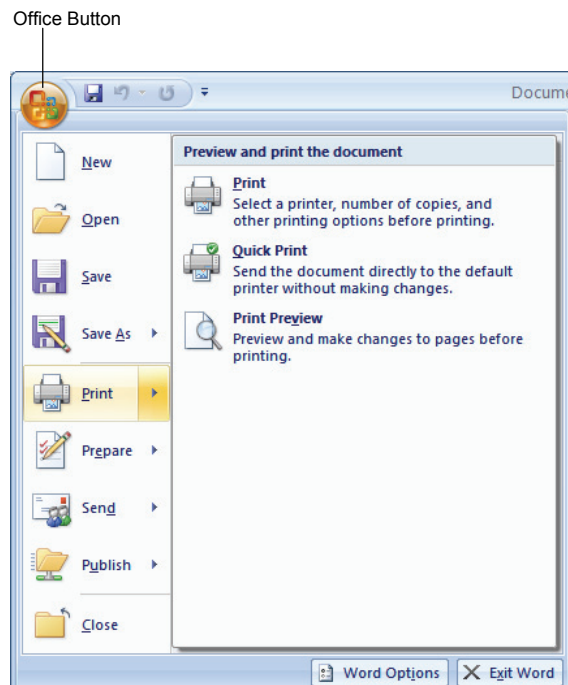 Office Button
Docume
New
Open
Save
Save As
Print
Prepare
Send
Publish
Close
Preview and print the document
Print
Select a printer, number of copies, and
other printing options before printing.
Quick Print
Send the document directly to the default
printer without making changes.
Print Preview
Preview and make changes to pages before
printing.
Word Options
Exit Word